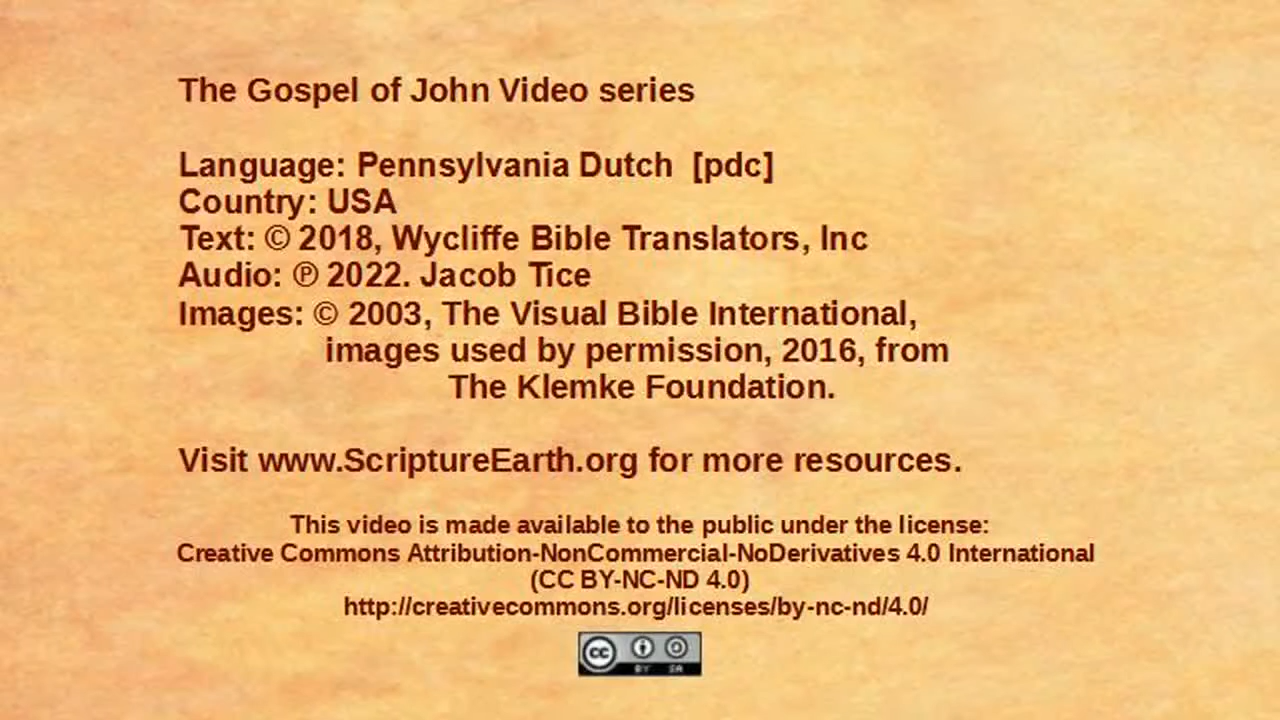 The Gospel of John Video series
Language: Pennsylvania Dutch [pdc]
Country: USA
Text: © 2018, Wycliffe Bible Translators, Inc
Audio: ℗ 2022. Jacob Tice
Images: © 2003, The Visual Bible International,
images used by permission, 2016, from
The Klemke Foundation.
Visit www.ScriptureEarth.org for more resources.
This video is made available to the public under the license:
Creative Commons Attribution-NonCommercial-NoDerivatives 4.0 International
(CC BY-NC-ND 4.0)
http://creativecommons.org/licenses/by-nc-nd/4.0/
cc
BY SA